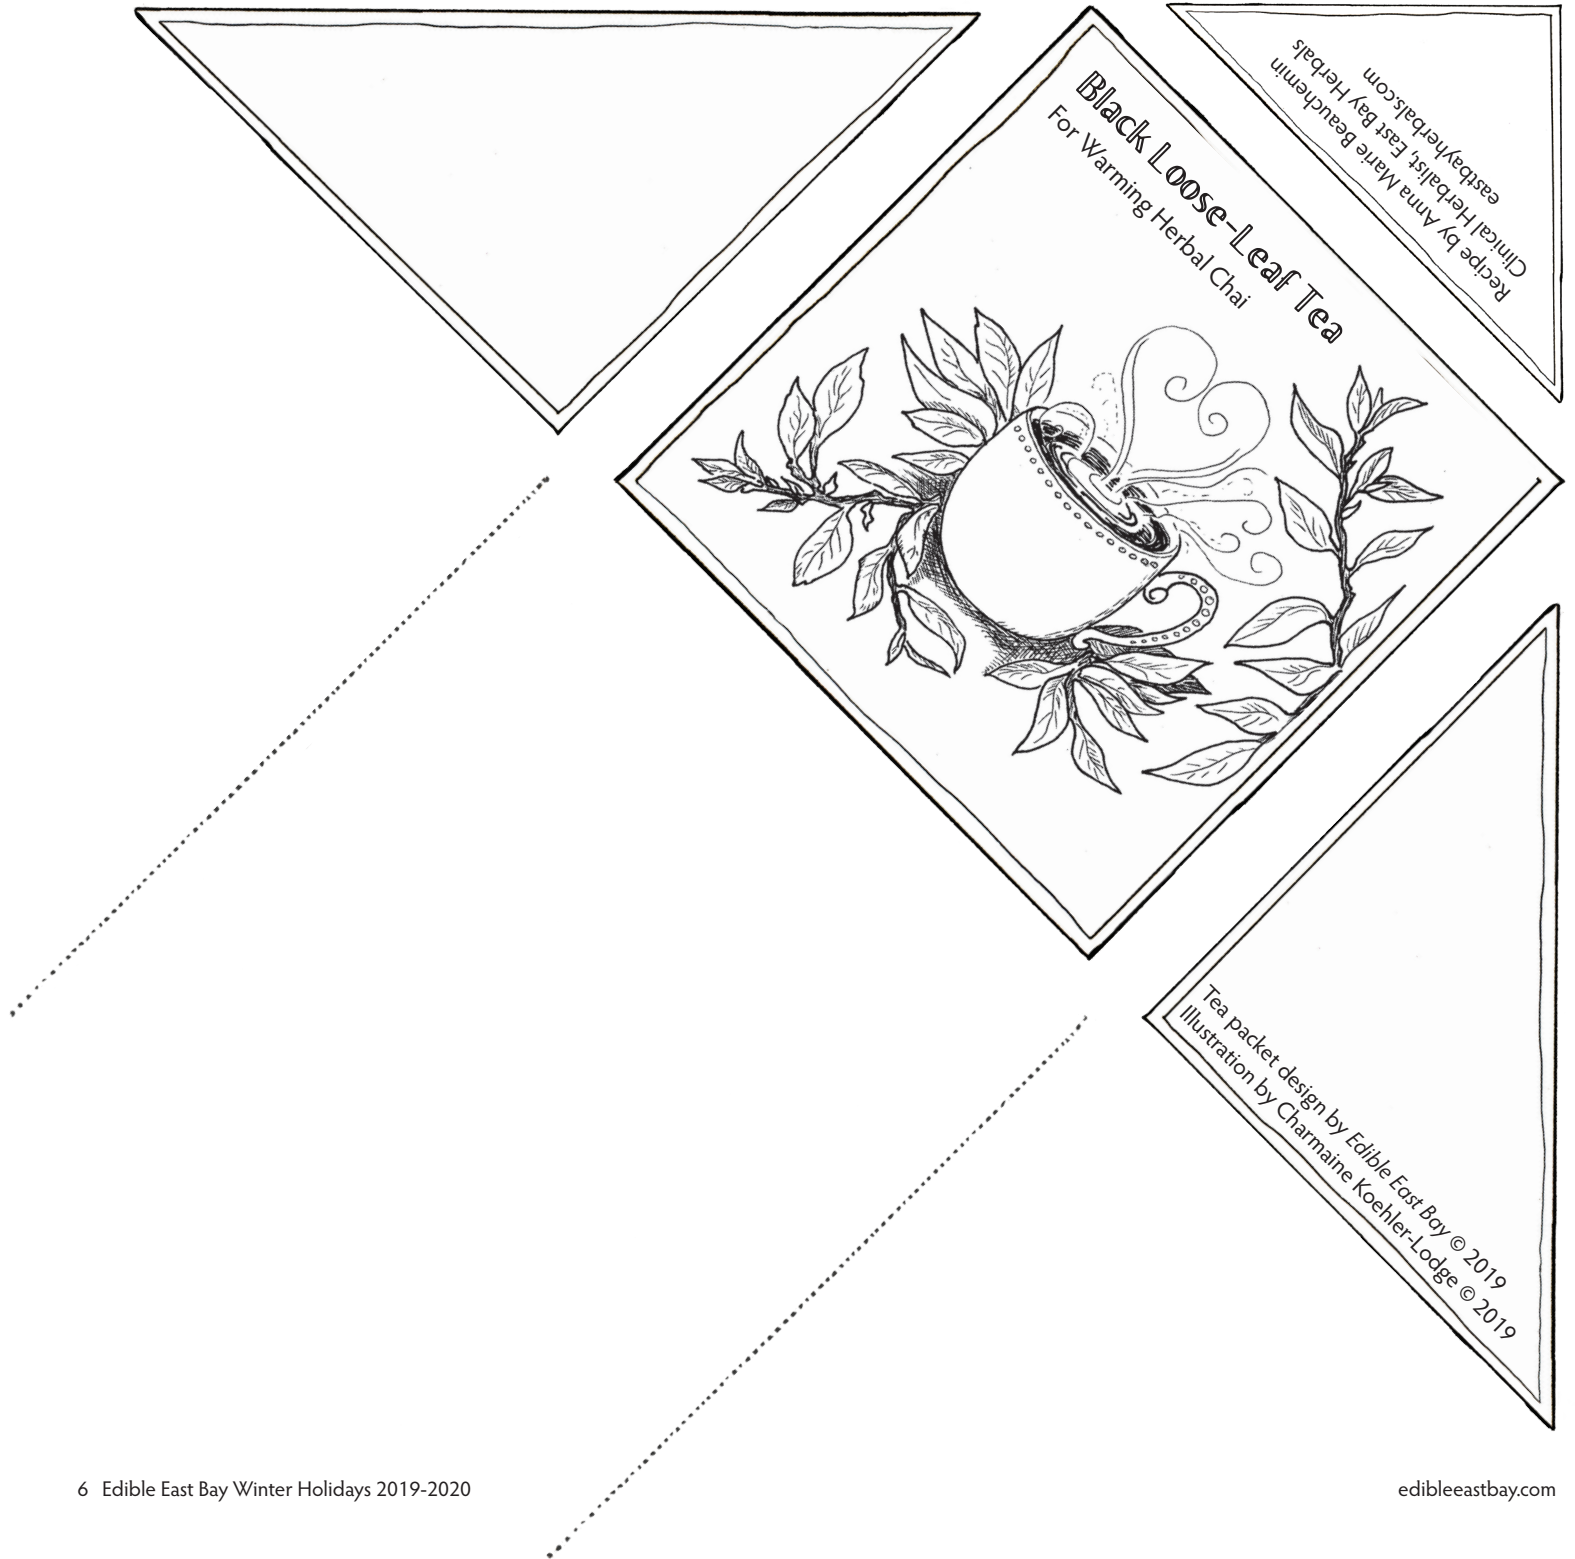 Black Loose-Leaf Tea
For Warming Herbal Chai
Recipe by Anna Marie Beauchemin
Clinical Herbalist, East Bay Herbals
eastbayherbals.com
Tea packet design by Edible East Bay © 2019
Illustration by Charmaine Koehler-Lodge © 2019
6 Edible East Bay Winter Holidays 2019-2020
edibleeastbay.com